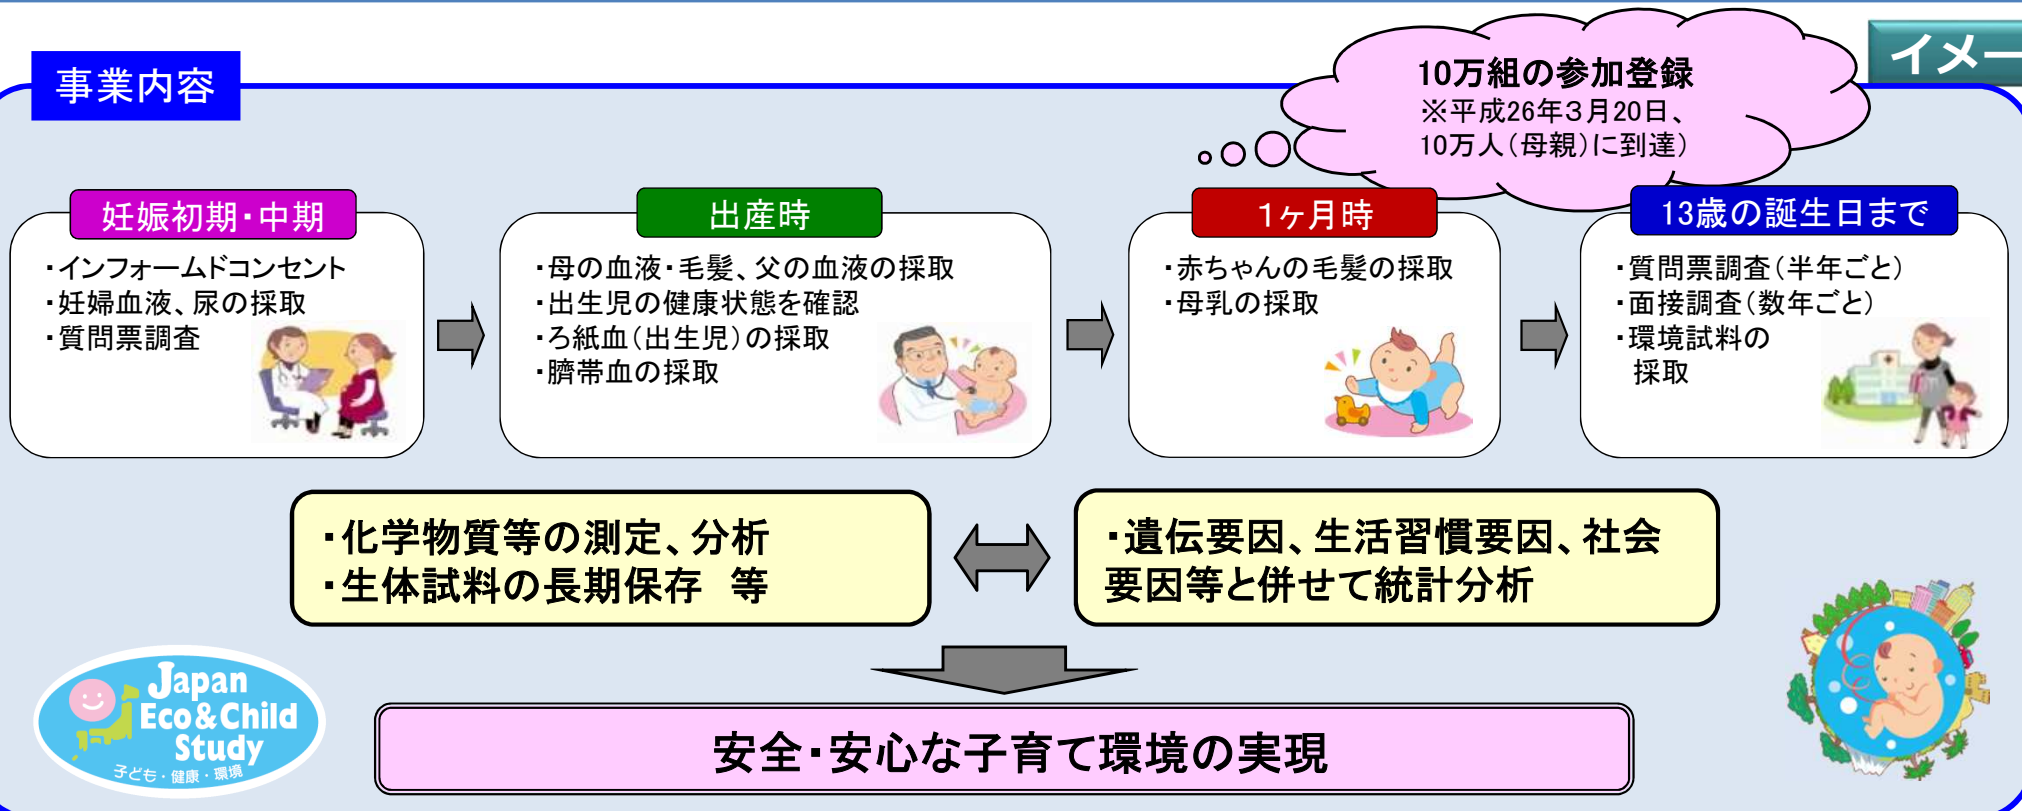 イメー
事業内容
10万組の参加登録
※平成26年3月20日、
10万人(母親)に到達)
妊娠初期・中期
・インフォームドコンセント
・妊婦血液、尿の採取
・質問票調査
出産時
・母の血液・毛髪、父の血液の採取
・出生児の健康状態を確認
・ろ紙血(出生児)の採取
・臍帯血の採取
1ヶ月時
・赤ちゃんの毛髪の採取
・母乳の採取
13歳の誕生日まで
・質問票調査(半年ごと)
・面接調査(数年ごと)
・環境試料の
採取
・化学物質等の測定、分析
・生体試料の長期保存 等
・遺伝要因、生活習慣要因、社会
要因等と併せて統計分析
Japan
Eco&Child
Study
子ども・健康・環境
安全・安心な子育て環境の実現